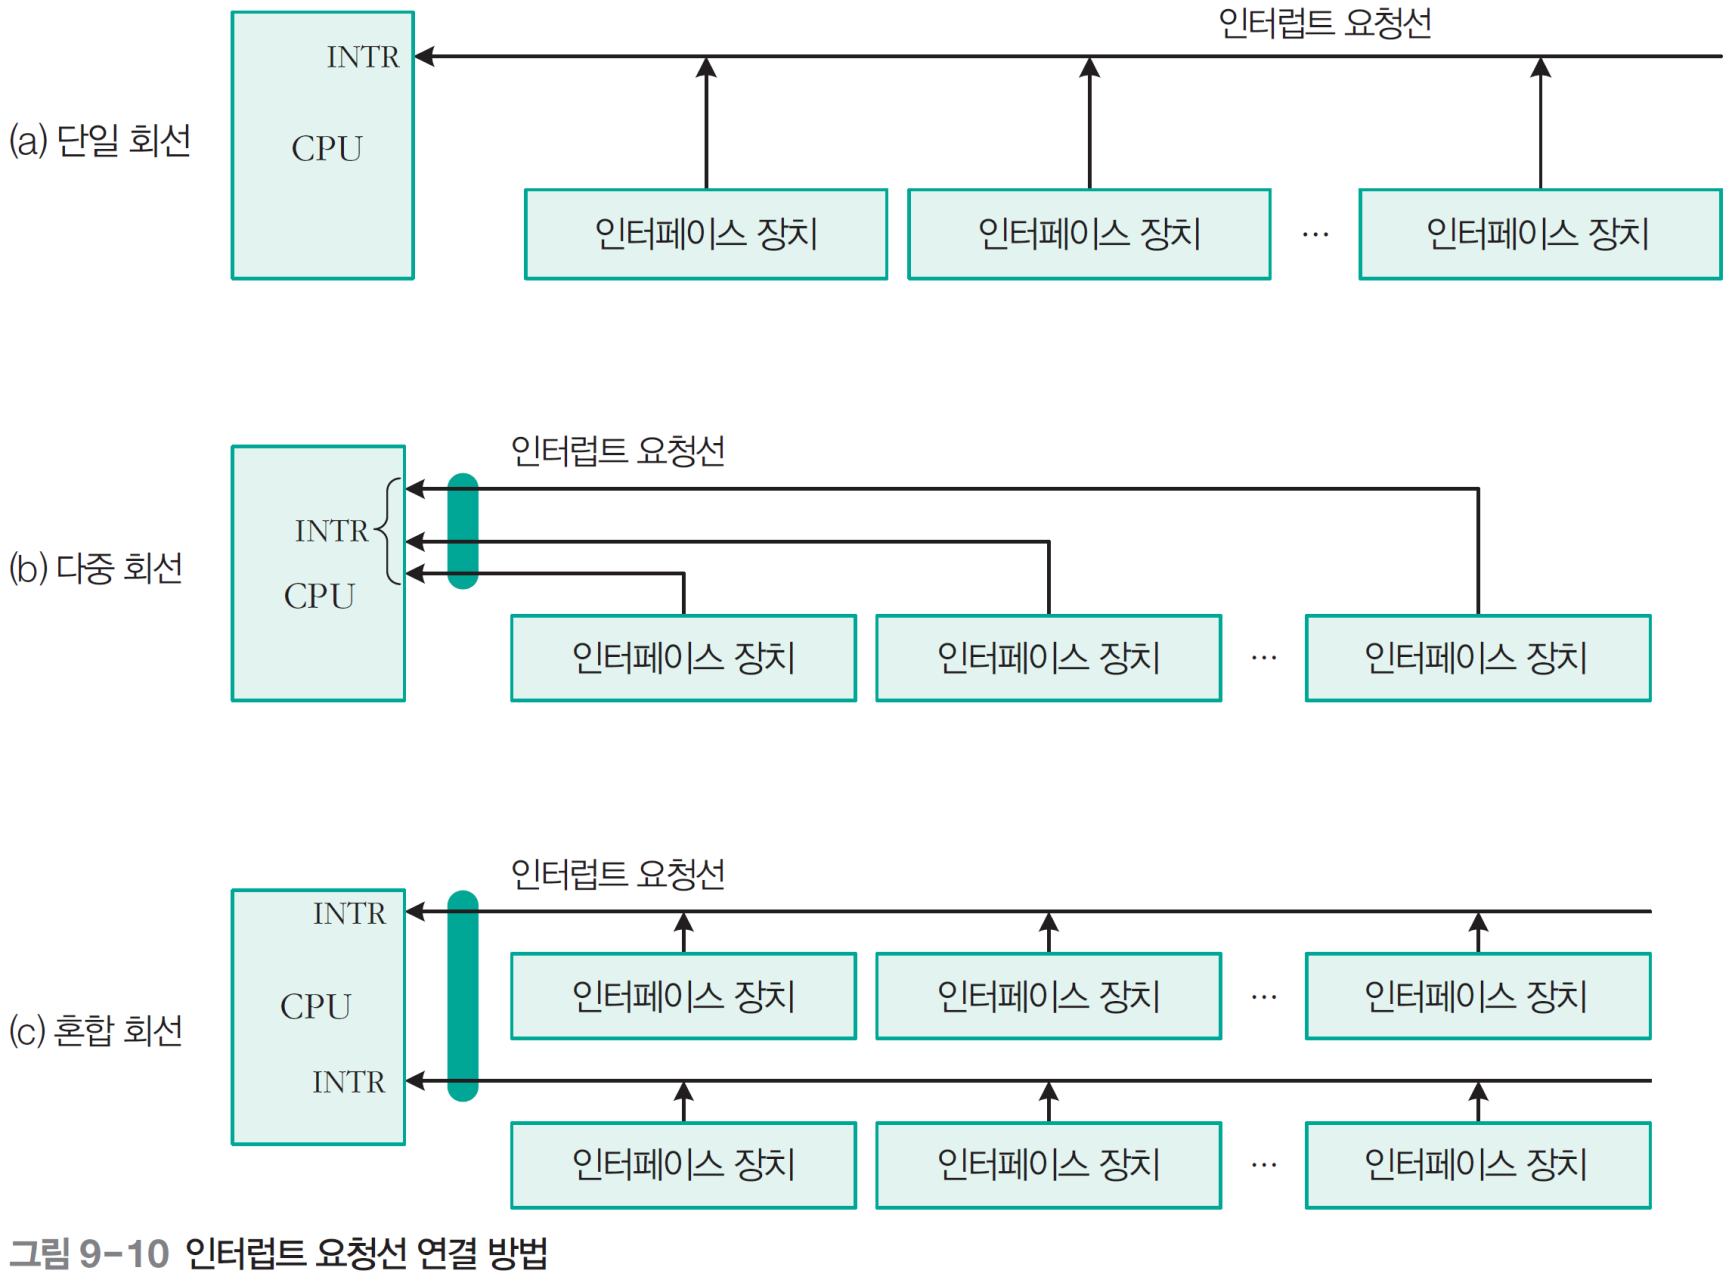 인터럽트 요청선
INTR
(a) 단일 회선
CPU
인터페이스 장치 인터페이스 장치 ... 인터페이스 장치
인터럽트 요청선
INTR
(b) 다중 회선
CPU
인터페이스 장치 인터페이스 장치 ... 인터페이스 장치
인터럽트 요청선
INTR
인터페이스 장치 인터페이스 장치 ... 인터페이스 장치
CPU
(c) 혼합 회선
INTR
인터페이스 장치 인터페이스 장치 ... 인터페이스 장치
그림 9-10 인터럽트 요청선 연결 방법